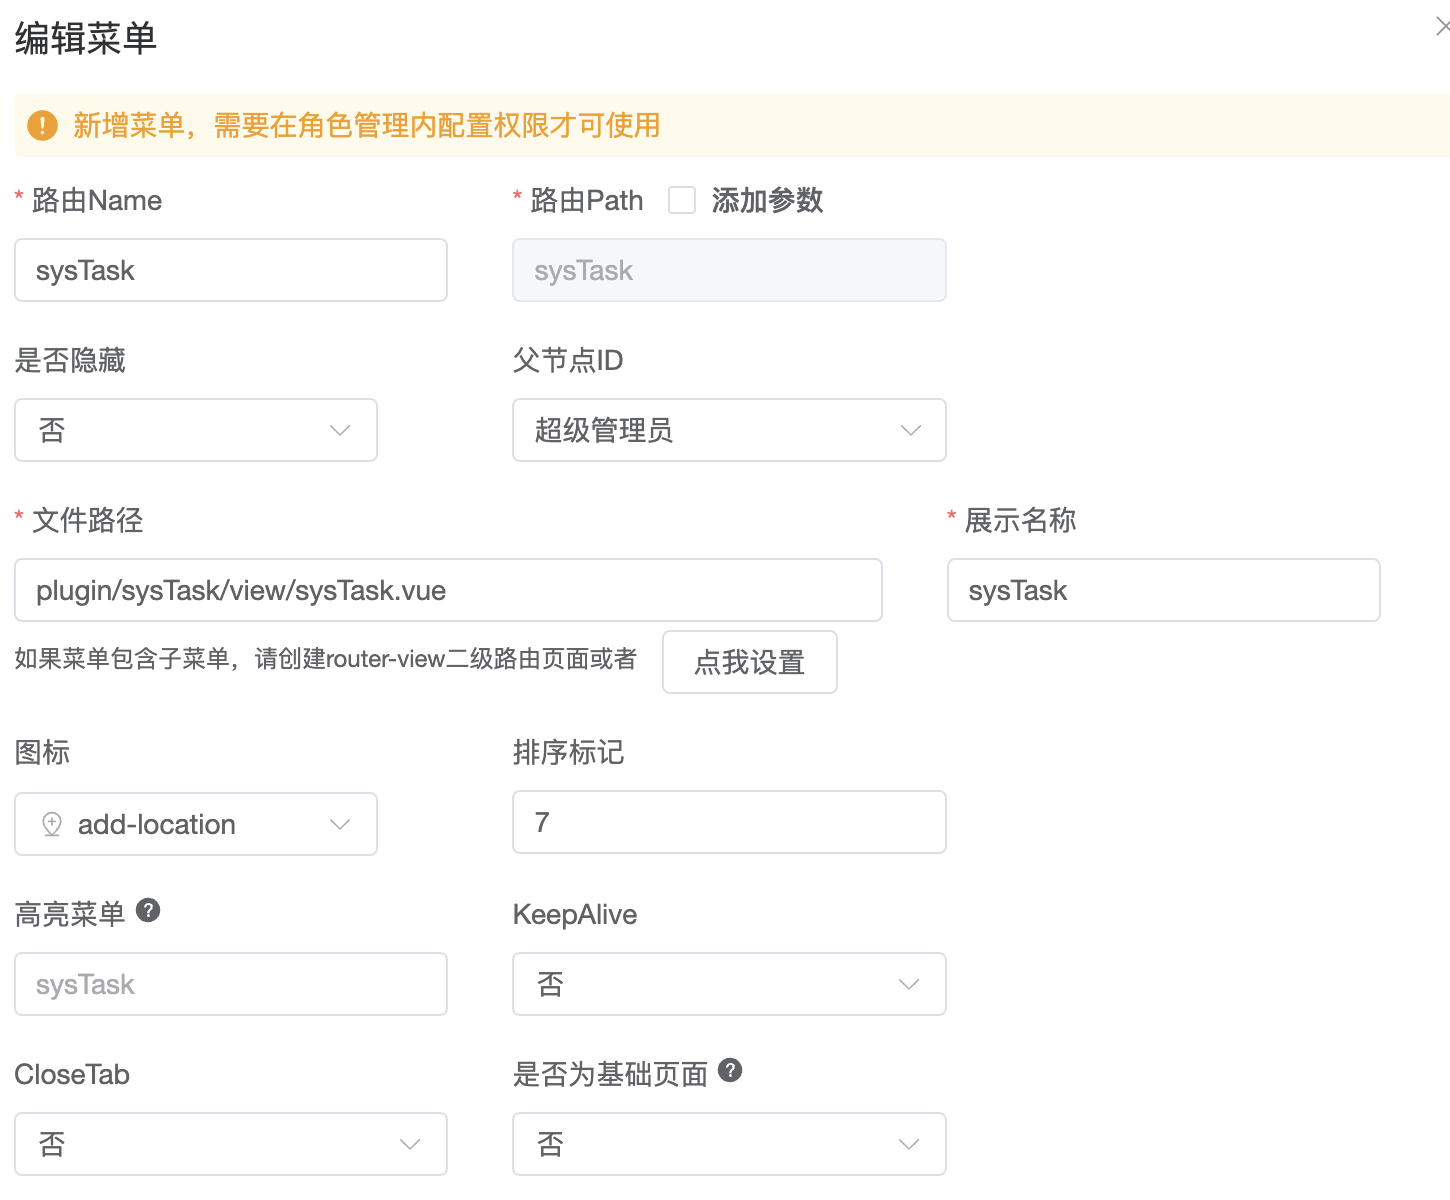 编辑菜单
新增菜单，需要在角色管理内配置权限才可使用
* 路由Name
* 路由Path 添加参数
sysTask
sysTask
是否隐藏
父节点ID
否
超级管理员
* 文件路径
* 展示名称
plugin/sysTask/view/sysTask.vue
sysTask
如果菜单包含子菜单，请创建router-view二级路由页面或者 点我设置
图标
排序标记
add-location
7
高亮菜单
KeepAlive
sysTask
否
CloseTab
是否为基础页面
否
否